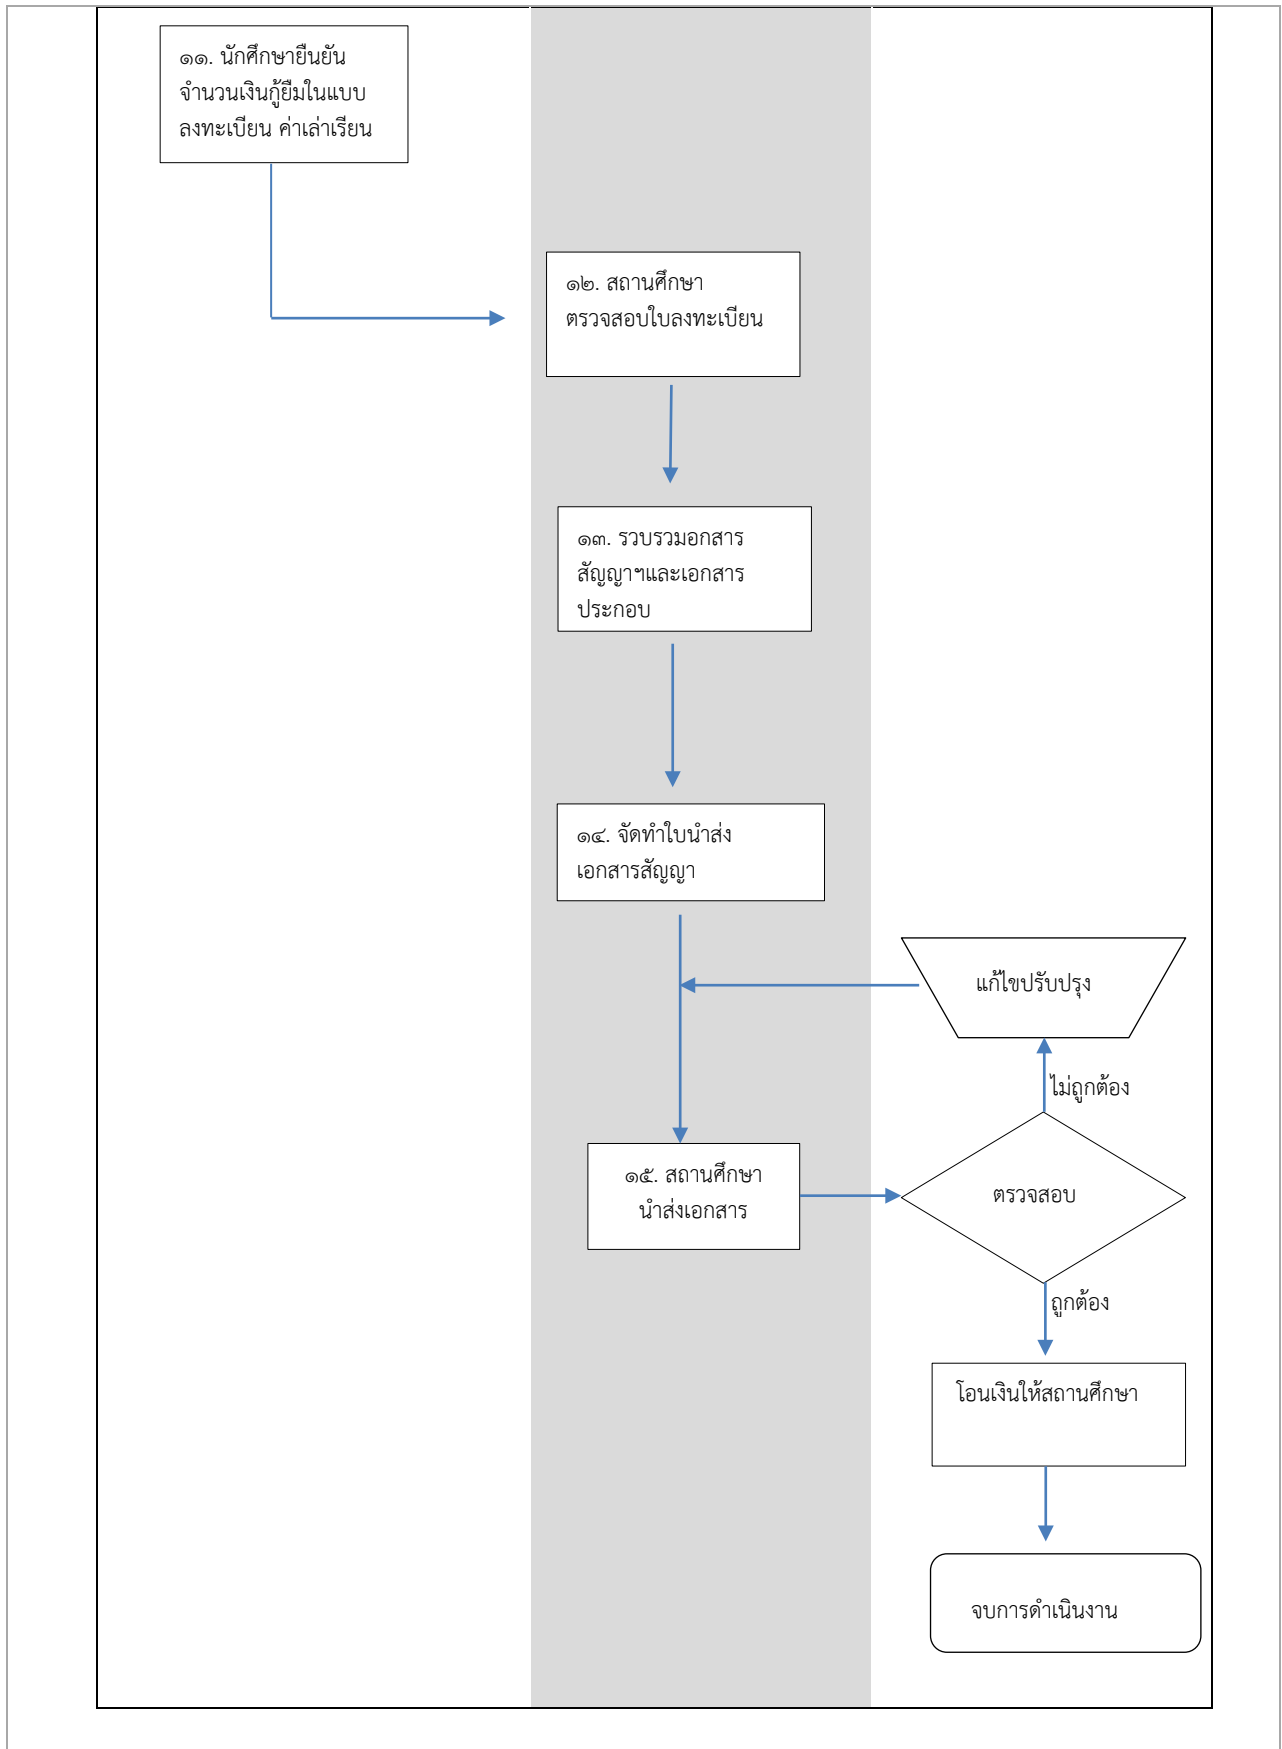 ๑๑. นักศึกษายืนยัน
จำนวนเงินกู้ยืมในแบบ
ลงทะเบียน ค่าเล่าเรียน
๑๒. สถานศึกษา
ตรวจสอบใบลงทะเบียน
๑๓. รวบรวมอกสาร
สัญญาฯและเอกสาร
ประกอบ
๑๔. จัดทำใบนำส่ง
เอกสารสัญญา
แก้ไขปรับปรุง
ไม่ถูกต้อง
๑๕. สถานศึกษา
นำส่งเอกสาร
ตรวจสอบ
ถูกต้อง
โอนเงินให้สถานศึกษา
จบการดำเนินงาน